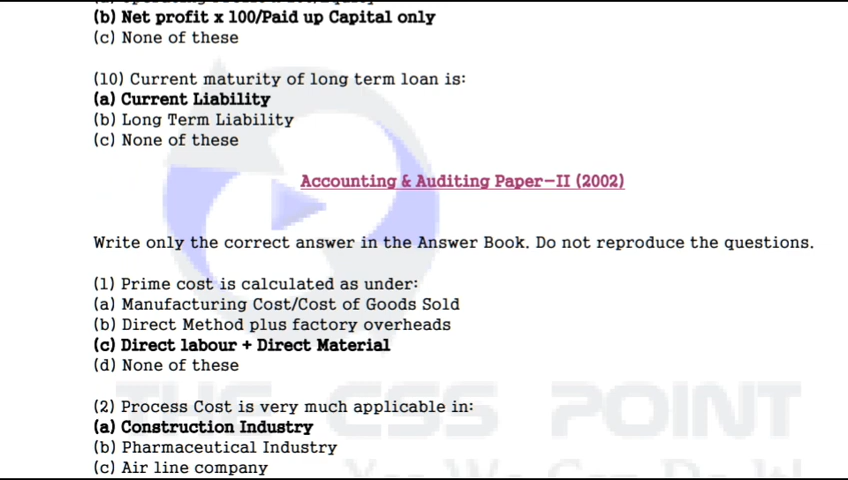 (b) Net profit x 100/Paid up Capital only
(c) None of these
(10) Current maturity of long term loan is:
(a) Current Liability
(b) Long Term Liability
(c) None of these
Accounting & Auditing Paper-II (2002)
Write only the correct answer in the Answer Book. Do not reproduce the questions.
(1) Prime cost is calculated as under:
(a) Manufacturing Cost/Cost of Goods Sold
(b) Direct Method plus factory overheads
(c) Direct labour + Direct Material
(d) None of these
THE CSS POINT
(2) Process Cost is very much applicable in:
(a) Construction Industry
(b) Pharmaceutical Industry
(c) Air line company